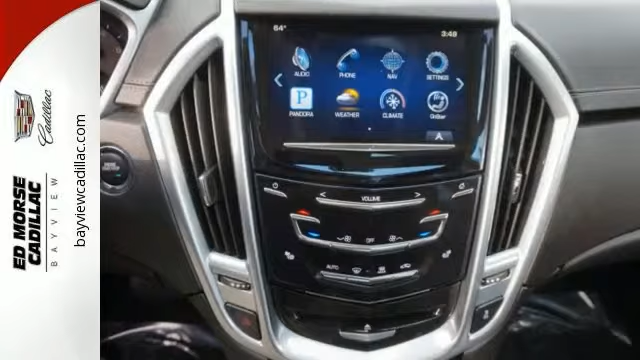 64°
3:48
AUDIO
PHONE
NAV
SETTINGS
P
PANDORA
WEATHER
CLIMATE
OnStar
A
< VOLUME >
OFF
AUTO
Cadillac
ED MORSE
CADILLAC
BAYVIEW
bayviewcadillac.com